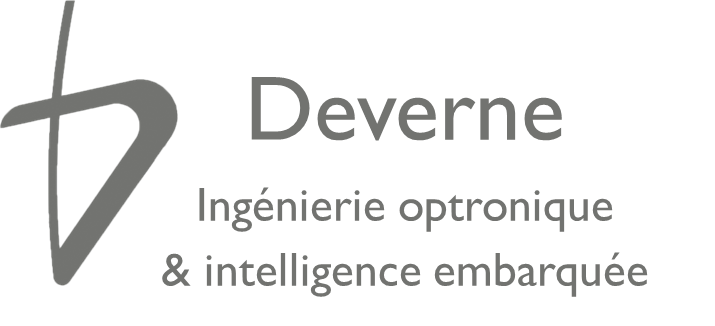 Deverne
Ingénierie optronique
& intelligence embarquée